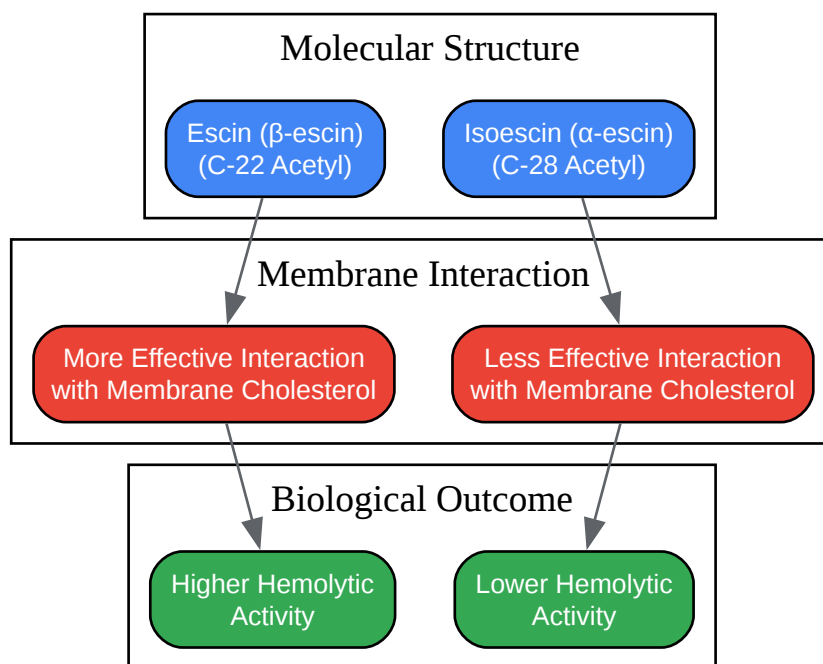 Molecular Structure
Escin (β-escin)
(C-22 Acetyl)
Isoescin (α-escin)
(C-28 Acetyl)
Membrane Interaction
More Effective Interaction
with Membrane Cholesterol
Less Effective Interaction
with Membrane Cholesterol
Biological Outcome
Higher Hemolytic
Activity
Lower Hemolytic
Activity